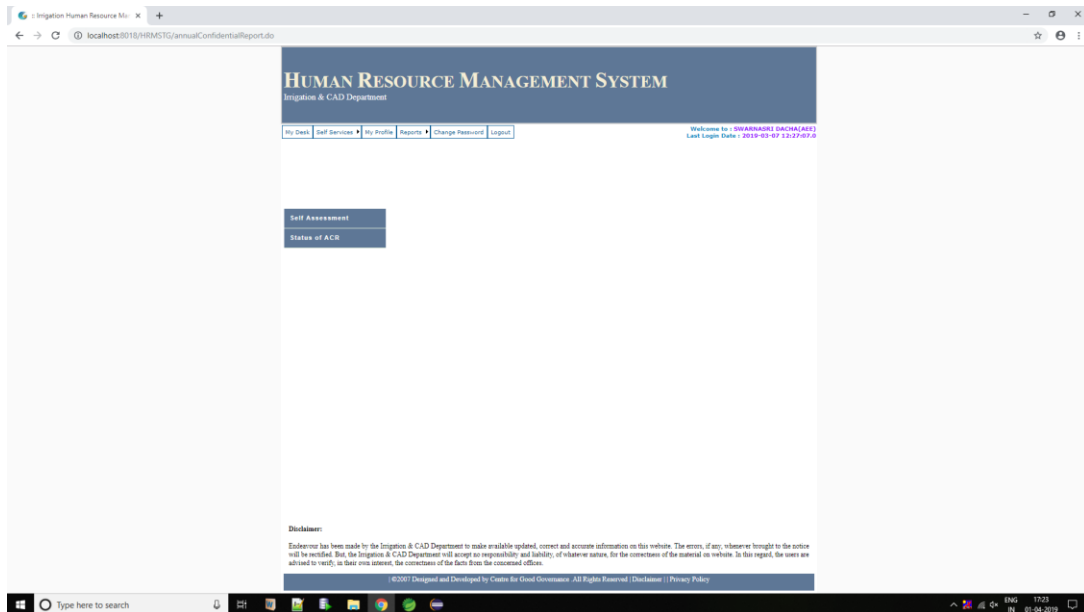 :: Irrigation Human Resource Ma
localhost:8018/HRMSTG/annualConfidentialReport.do
HUMAN RESOURCE MANAGEMENT SYSTEM
Irrigation & CAD Department
My Desk Self Services My Profile Reports Change Password Logout
Welcome to : SWARNASRI DACHA(AEE)
Last Login Date : 2019-03-07 12:27:07.0
Self Assessment
Status of ACR
Disclaimer:
Endeavour has been made by the Irrigation & CAD Department to make available updated, correct and accurate information on this website. The errors, if any, whenever brought to the notice
will be rectified. But, the Irrigation & CAD Department will accept no responsibility and liability, of whatever nature, for the correctness of the material on website. In this regard, the users are
advised to verify, in their own interest, the correctness of the facts from the concerned offices.
| ©2007 Designed and Developed by Centre for Good Governance .All Rights Reserved | Disclaimer | | Privacy Policy
Type here to search
ENG 17:23
IN 01-04-2019